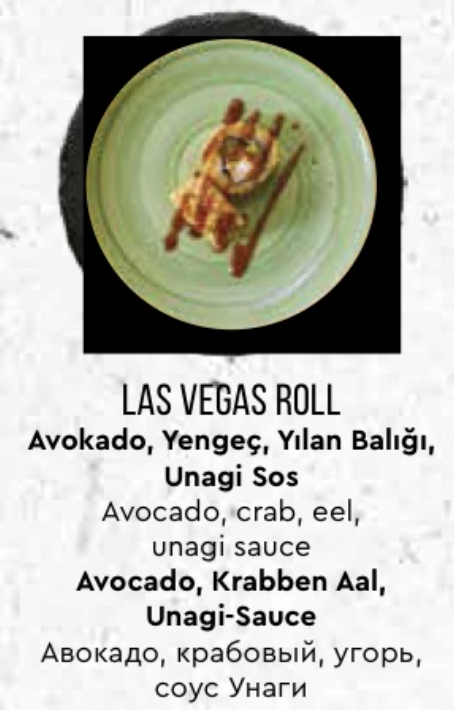 LAS VEGAS ROLL
Avokado, Yengeç, Yılan Balığı,
Unagi Sos
Avocado, crab, eel,
unagi sauce
Avocado, Krabben Aal,
Unagi-Sauce
Авокадо, крабовый, угорь,
соус Унаги